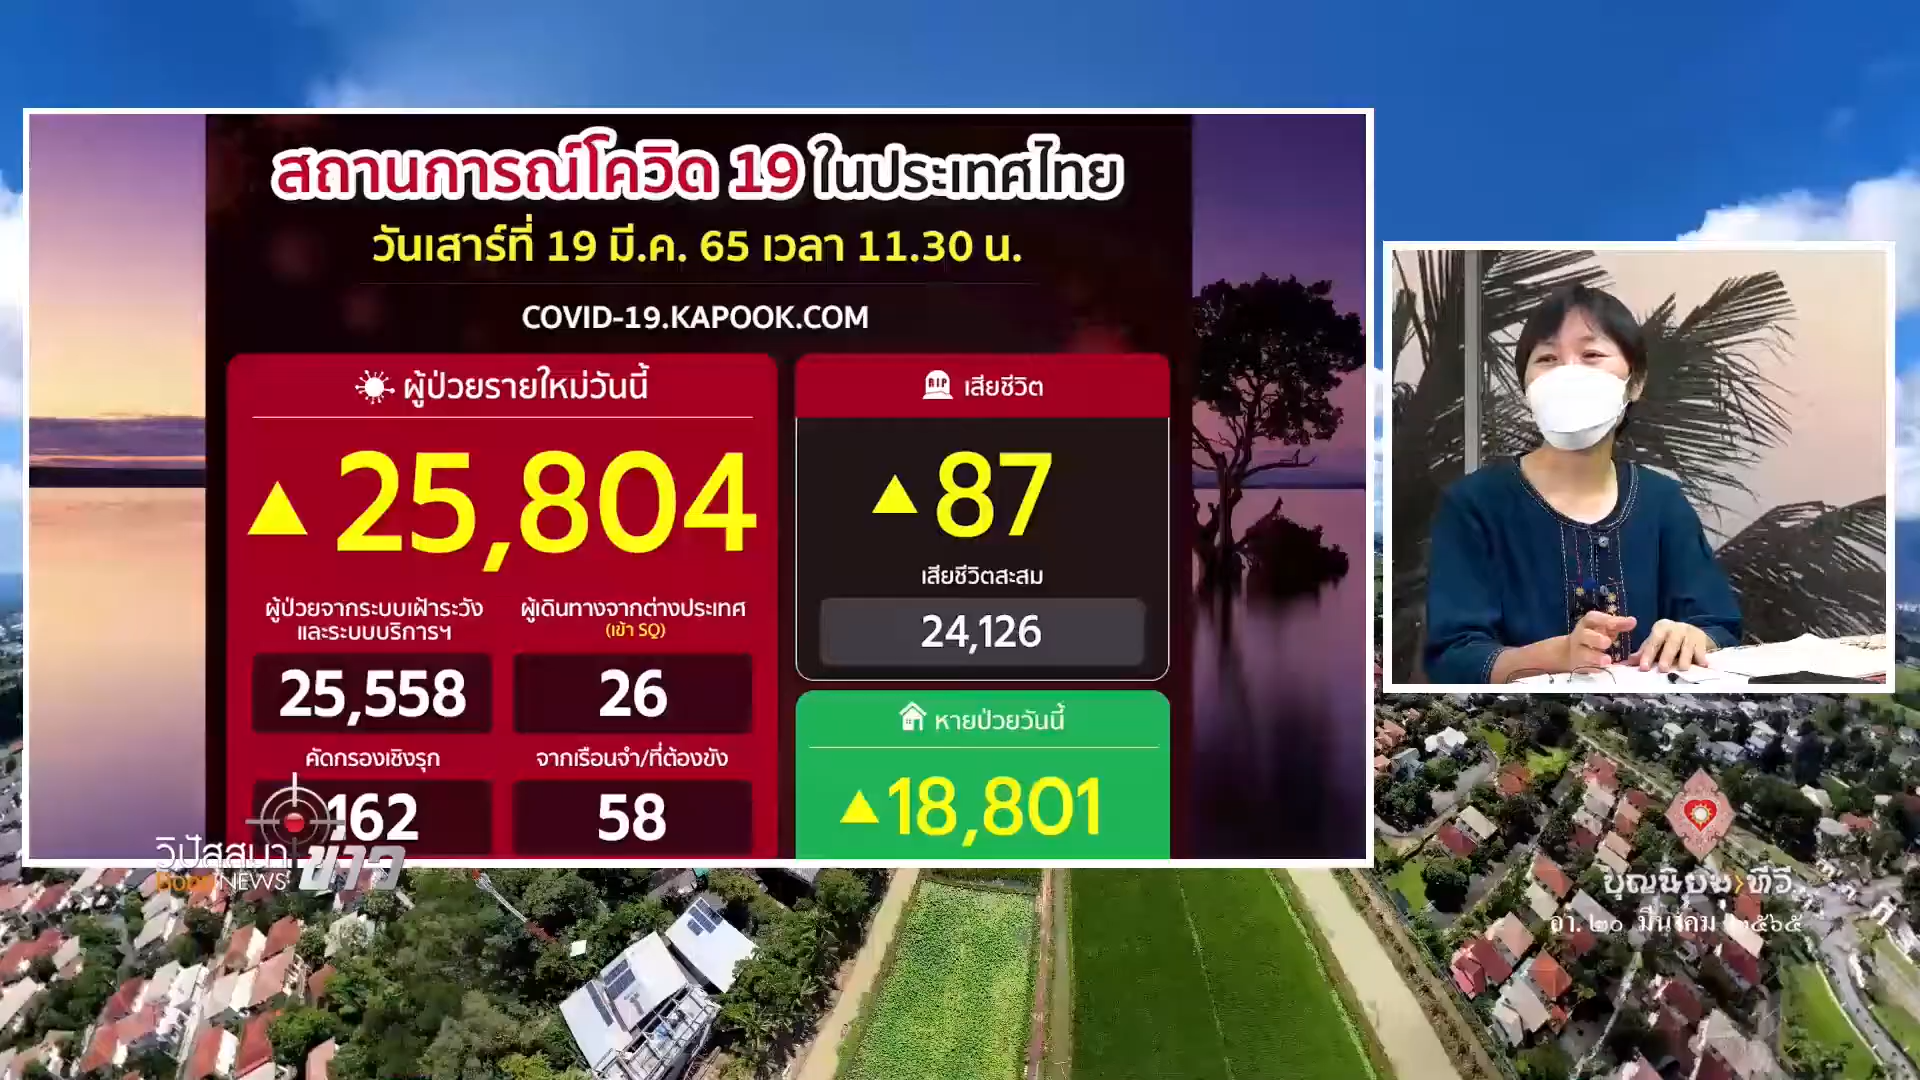 สถานการณ์โควิด 19 ในประเทศไทย
วันเสาร์ที่ 19 มี.ค. 65 เวลา 11.30 น.
COVID-19.KAPOOK.COM
ผู้ป่วยรายใหม่วันนี้
25,804
ผู้ป่วยจากระบบเฝ้าระวัง
และระบบบริการฯ
25,558
ผู้เดินทางจากต่างประเทศ
(เข้า SQ)
26
คัดกรองเชิงรุก
162
จากเรือนจำ/ที่ต้องขัง
58
RIP เสียชีวิต
87
เสียชีวิตสะสม
24,126
หายป่วยวันนี้
18,801
วิปัสสนา
ข่าว
NEWS
บุญนิยม ทีวี
อา. ๒๐ มีนาคม ๒๕๖๕